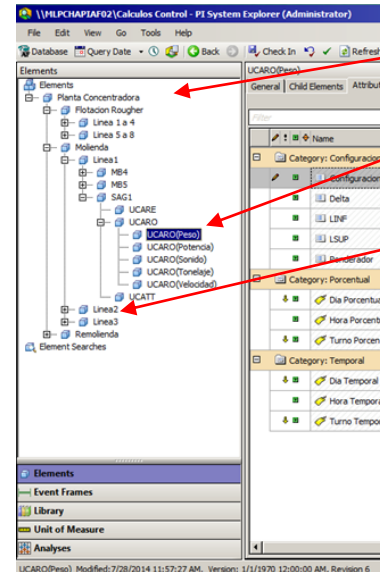 \\MLPCHAPIAF02\Calculos Control - PI System Explorer (Administrator)
File Edit View Go Tools Help
Database Query Date Back Check In Refresh
Elements
Elements
Planta Concentradora
Flotacion Rougher
Linea 1 a 4
Linea 5 a 8
Molienda
Linea1
MB4
MB5
SAG1
UCARE
UCARO
UCARO(Peso)
UCARO(Potencia)
UCARO(Sonido)
UCARO(Tonelaje)
UCARO(Velocidad)
UCATT
Linea2
Linea3
Remolienda
Element Searches
Elements
Event Frames
Library
Unit of Measure
Analyses
UCARO(Peso)
General Child Elements Attribut
Filter
Name
Category: Configuracion
Configuracion
Delta
LINF
LSUP
Ponderador
Category: Porcentual
Dia Porcentua
Hora Porcent
Turno Porcen
Category: Temporal
Dia Temporal
Hora Tempora
Turno Tempo
UCARO(Peso) Modified:7/28/2014 11:57:27 AM, Version: 1/1/1970 12:00:00 AM, Revision 6